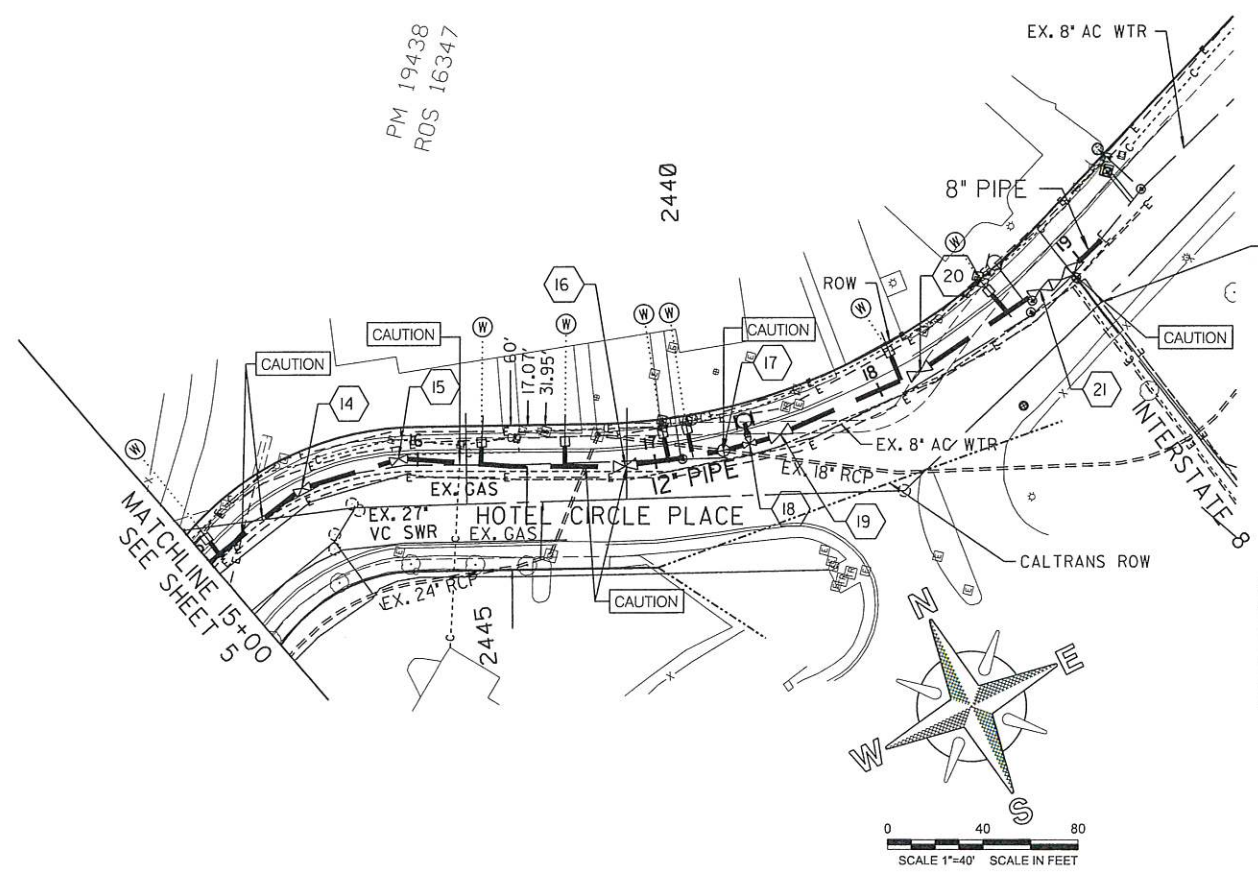 PM 19438
ROS 16347
EX. 8" AC WTR
2440
8" PIPE
W
19
W
20
16
ROW
W
CAUTION
CAUTION
W
W
W
W
CAUTION
CAUTION
60'
17.07'
31.95'
17
18
21
14
15
W
16
17
12" PIPE
EX. 8" AC WTR
EX. GAS
EX. 18" RCP
INTERSTATE 8
EX. 27"
VC SWR
HOTEL CIRCLE PLACE
EX. GAS
18
19
MATCHLINE 15+00
SEE SHEET 5
EX. 24" RCP
CAUTION
CALTRANS ROW
2445
N
E
W
S
0 40 80
SCALE 1"=40' SCALE IN FEET